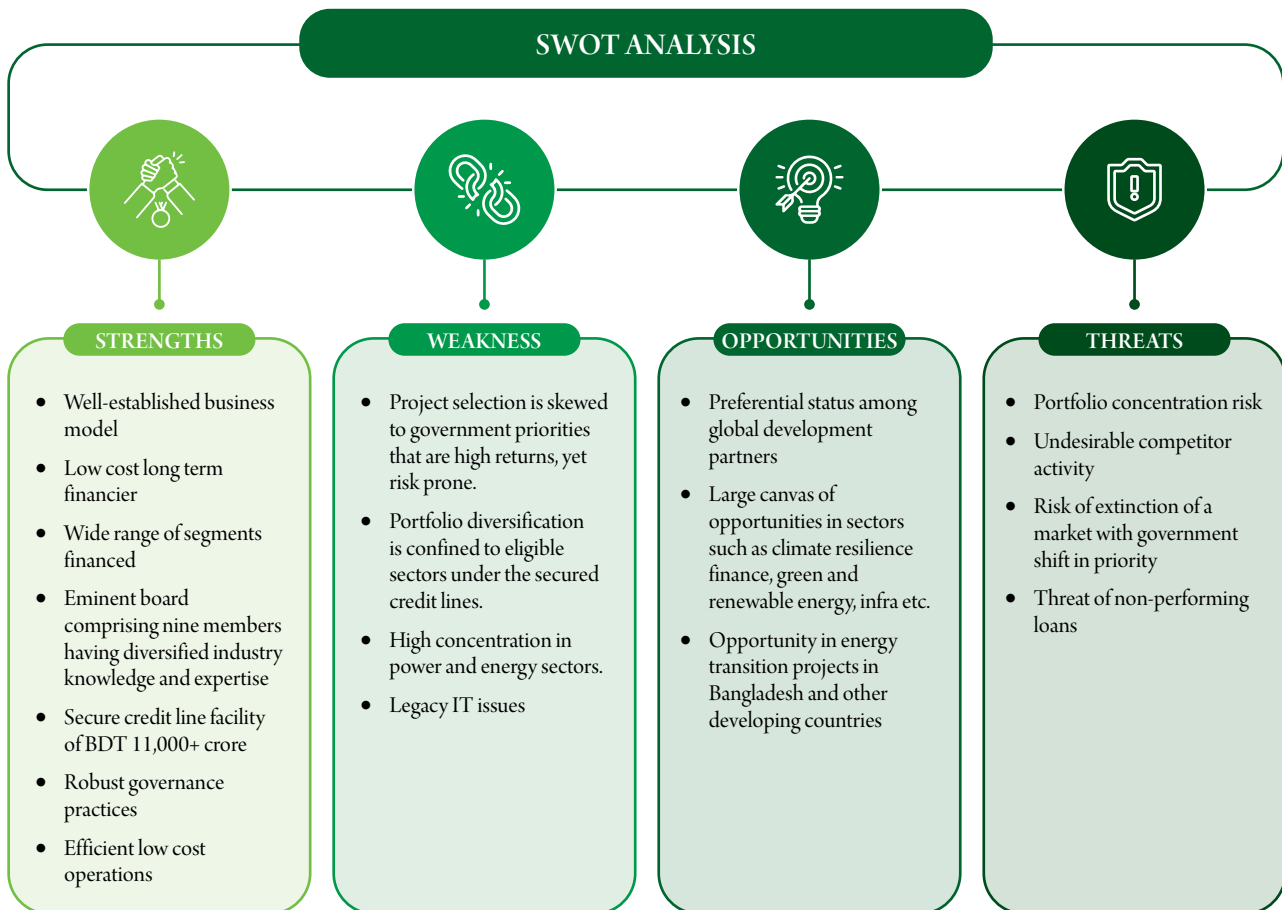 SWOT ANALYSIS
STRENGTHS
• Well-established business
model
• Low cost long term
financier
• Wide range of segments
financed
• Eminent board
comprising nine members
having diversified industry
knowledge and expertise
• Secure credit line facility
of BDT 11,000+ crore
• Robust governance
practices
• Efficient low cost
operations
WEAKNESS
• Project selection is skewed
to government priorities
that are high returns, yet
risk prone.
• Portfolio diversification
is confined to eligible
sectors under the secured
credit lines.
• High concentration in
power and energy sectors.
• Legacy IT issues
OPPORTUNITIES
• Preferential status among
global development
partners
• Large canvas of
opportunities in sectors
such as climate resilience
finance, green and
renewable energy, infra etc.
• Opportunity in energy
transition projects in
Bangladesh and other
developing countries
THREATS
• Portfolio concentration risk
• Undesirable competitor
activity
• Risk of extinction of a
market with government
shift in priority
• Threat of non-performing
loans